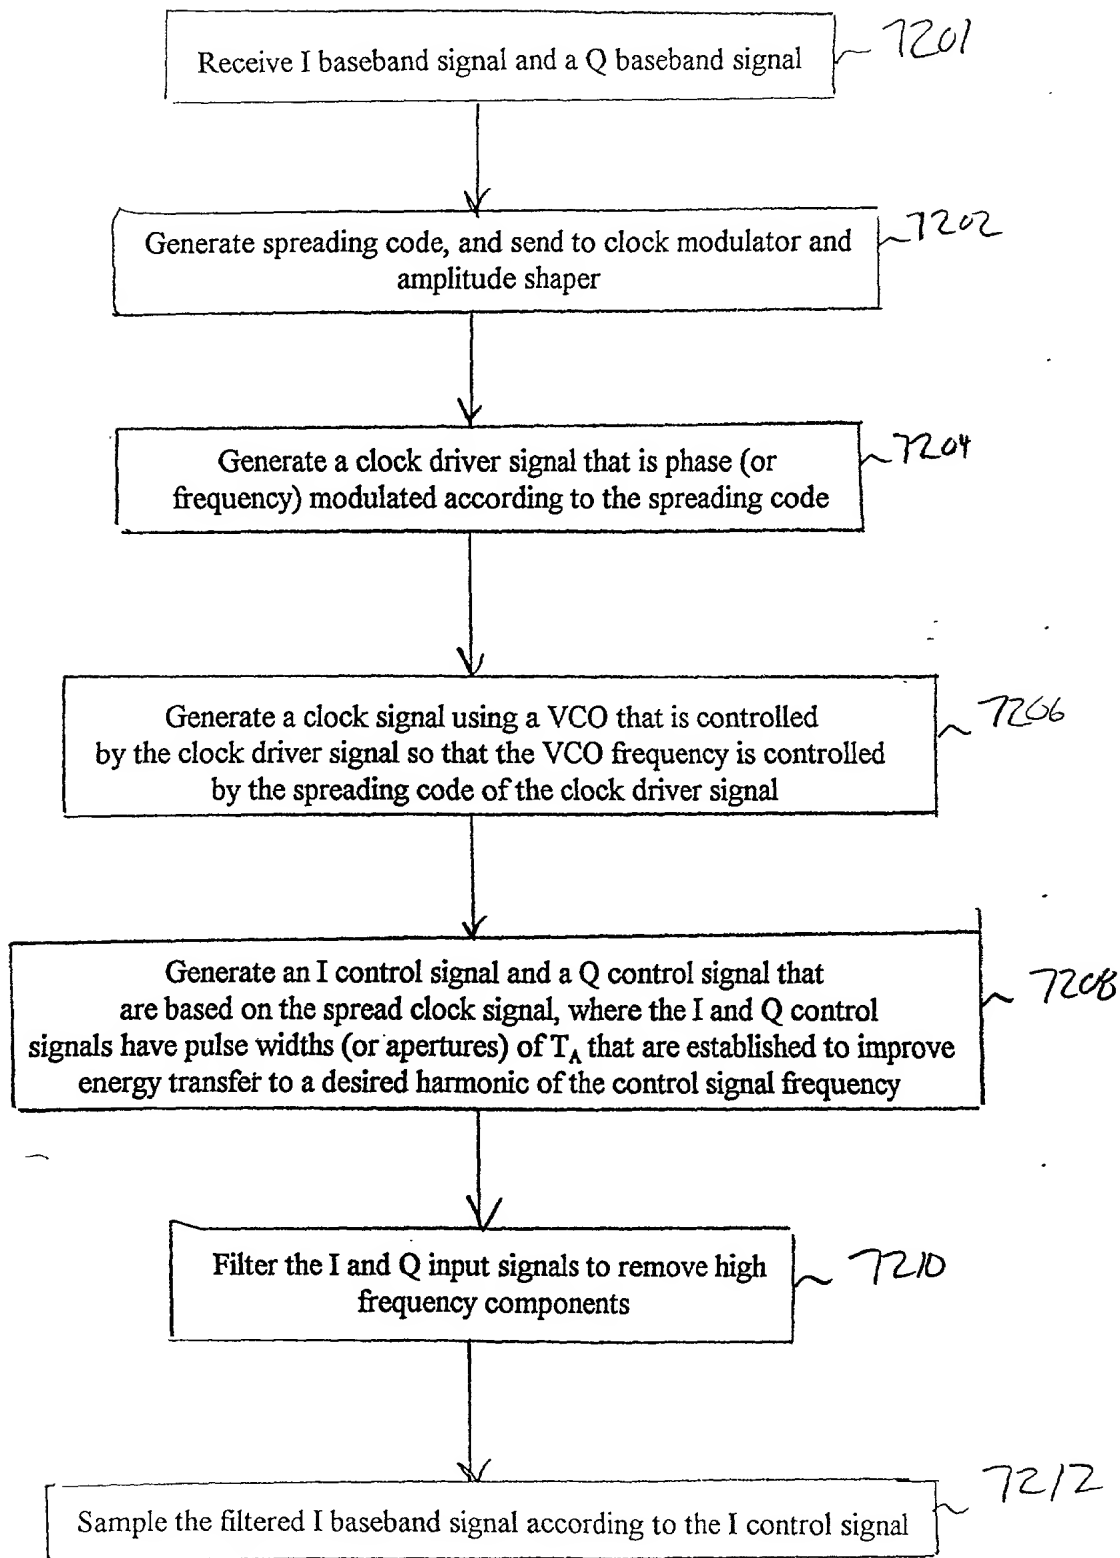 Receive I baseband signal and a Q baseband signal
7201
Generate spreading code, and send to clock modulator and
amplitude shaper
7202
Generate a clock driver signal that is phase (or
frequency) modulated according to the spreading code
7204
Generate a clock signal using a VCO that is controlled
by the clock driver signal so that the VCO frequency is controlled
by the spreading code of the clock driver signal
7206
Generate an I control signal and a Q control signal that
are based on the spread clock signal, where the I and Q control
signals have pulse widths (or apertures) of T_A that are established to improve
energy transfer to a desired harmonic of the control signal frequency
7208
Filter the I and Q input signals to remove high
frequency components
7210
Sample the filtered I baseband signal according to the I control signal
7212